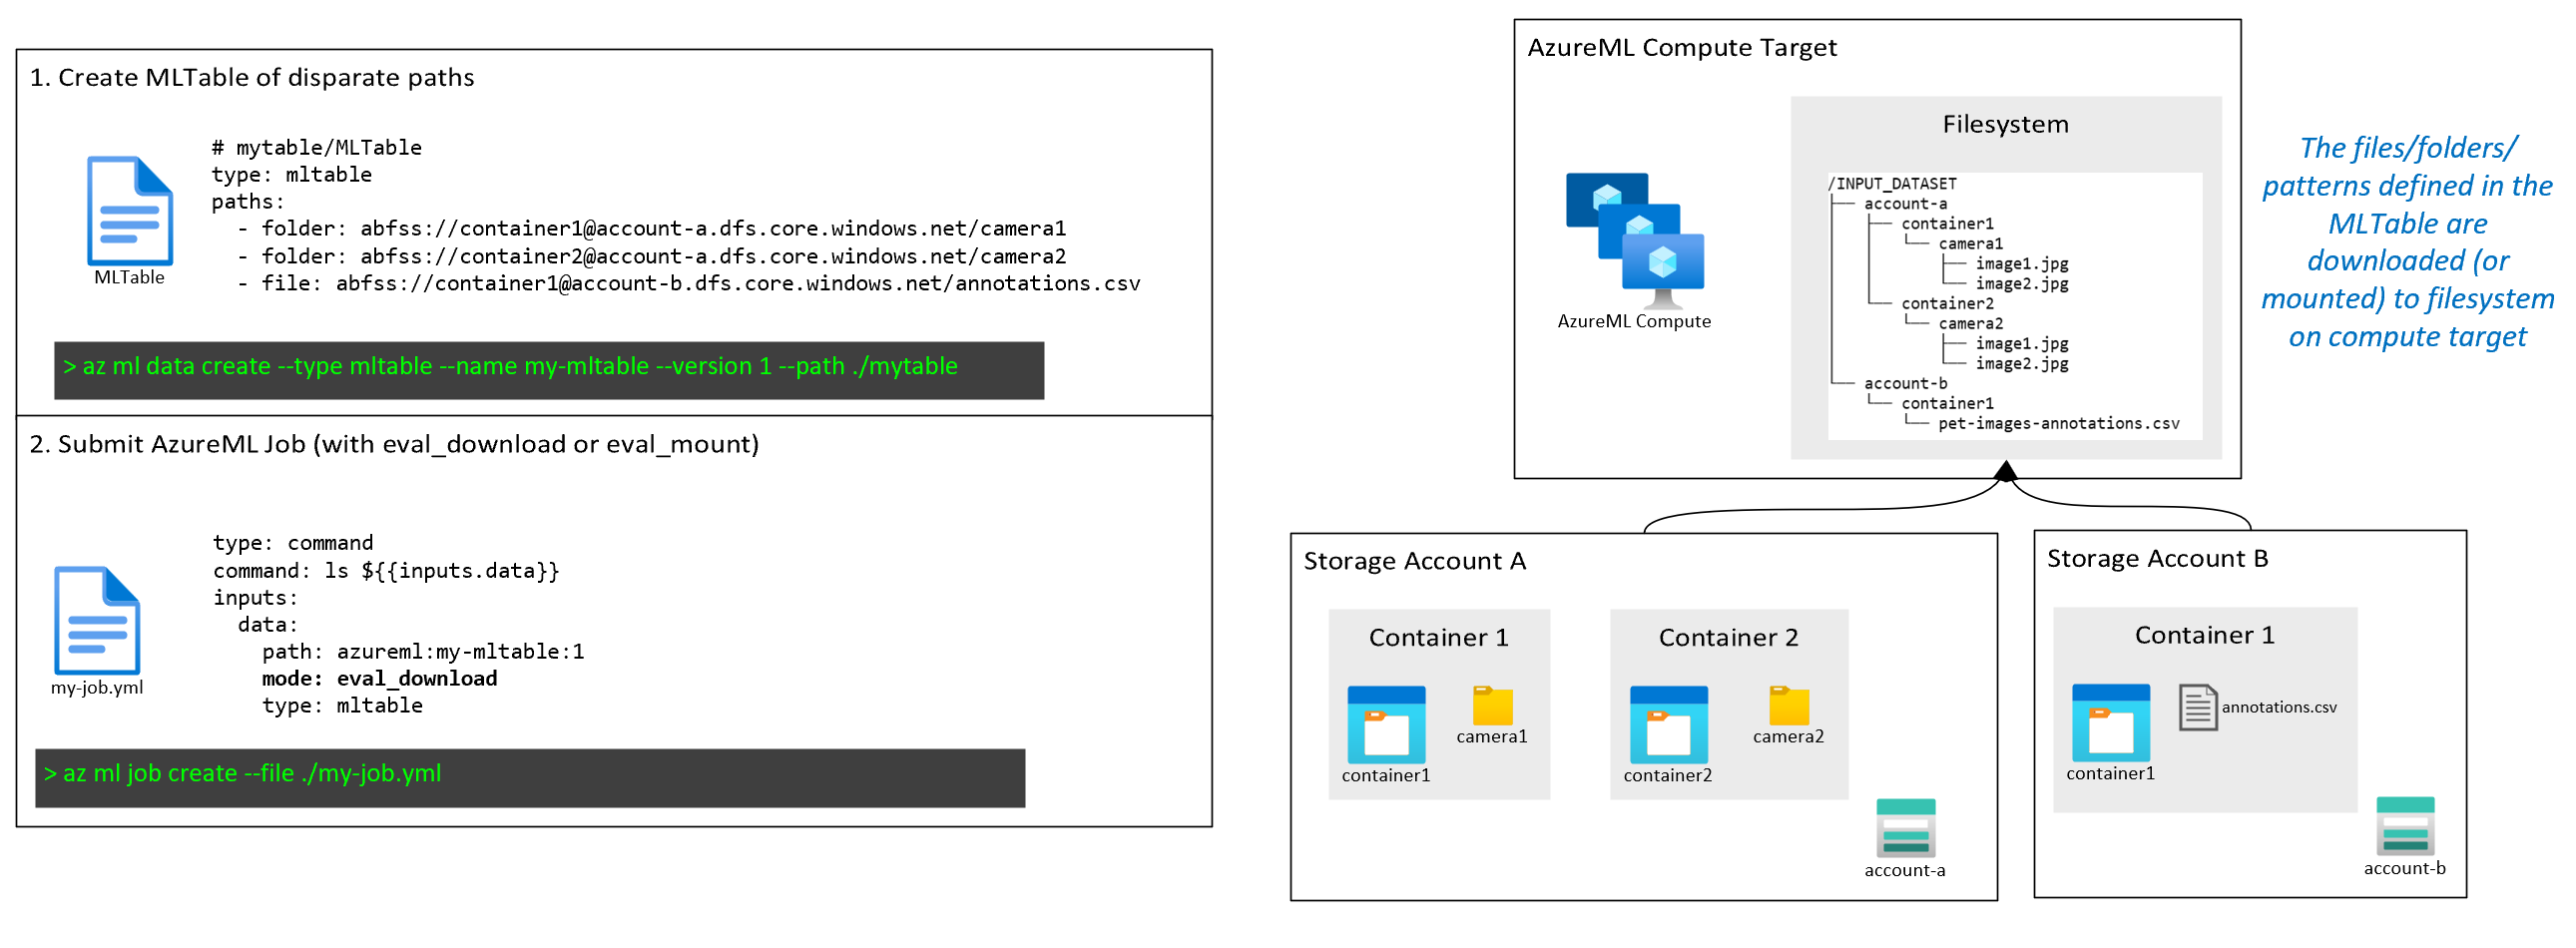 1. Create MLTable of disparate paths
# mytable/MLTable
type: mltable
paths:
  - folder: abfss://container1@account-a.dfs.core.windows.net/camera1
  - folder: abfss://container2@account-a.dfs.core.windows.net/camera2
  - file: abfss://container1@account-b.dfs.core.windows.net/annotations.csv
MLTable
> az ml data create --type mltable --name my-mltable --version 1 --path ./mytable
2. Submit AzureML Job (with eval_download or eval_mount)
type: command
command: ls ${{inputs.data}}
inputs:
  data:
    path: azureml:my-mltable:1
    mode: eval_download
    type: mltable
my-job.yml
> az ml job create --file ./my-job.yml
AzureML Compute Target
AzureML Compute
Filesystem
/INPUT_DATASET
├── account-a
│   ├── container1
│   │   └── camera1
│   │       ├── image1.jpg
│   │       └── image2.jpg
│   └── container2
│       └── camera2
│           ├── image1.jpg
│           └── image2.jpg
└── account-b
    └── container1
        └── pet-images-annotations.csv
The files/folders/
patterns defined in the
MLTable are
downloaded (or
mounted) to filesystem
on compute target
Storage Account A
Container 1
container1
camera1
Container 2
container2
camera2
account-a
Storage Account B
Container 1
container1
annotations.csv
account-b